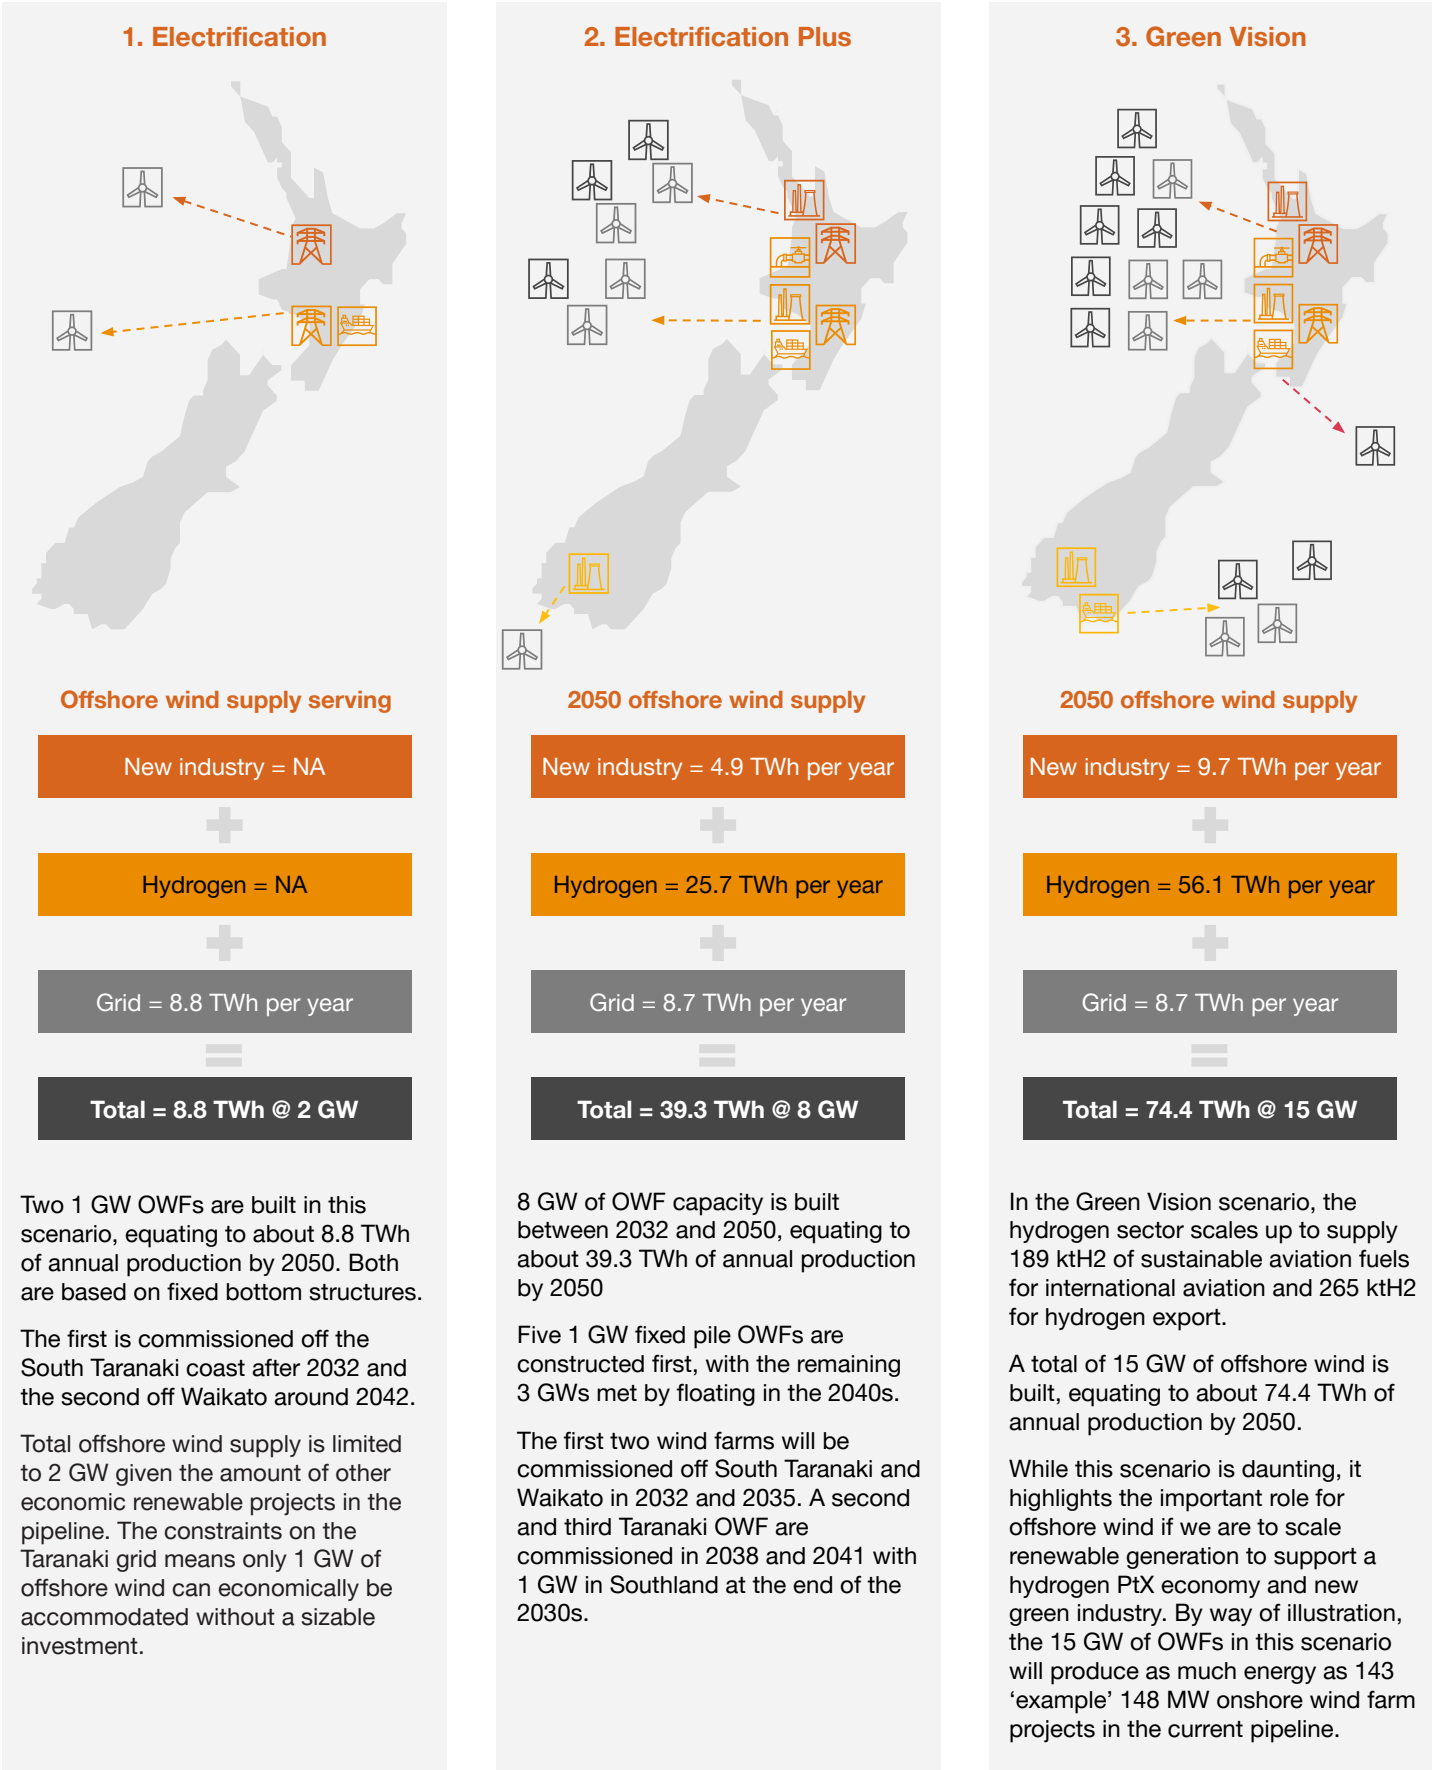 1. Electrification
Offshore wind supply serving
New industry = NA
+
Hydrogen = NA
+
Grid = 8.8 TWh per year
=
Total = 8.8 TWh @ 2 GW
Two 1 GW OWFs are built in this
scenario, equating to about 8.8 TWh
of annual production by 2050. Both
are based on fixed bottom structures.
The first is commissioned off the
South Taranaki coast after 2032 and
the second off Waikato around 2042.
Total offshore wind supply is limited
to 2 GW given the amount of other
economic renewable projects in the
pipeline. The constraints on the
Taranaki grid means only 1 GW of
offshore wind can economically be
accommodated without a sizable
investment.
2. Electrification Plus
2050 offshore wind supply
New industry = 4.9 TWh per year
+
Hydrogen = 25.7 TWh per year
+
Grid = 8.7 TWh per year
=
Total = 39.3 TWh @ 8 GW
8 GW of OWF capacity is built
between 2032 and 2050, equating to
about 39.3 TWh of annual production
by 2050
Five 1 GW fixed pile OWFs are
constructed first, with the remaining
3 GWs met by floating in the 2040s.
The first two wind farms will be
commissioned off South Taranaki and
Waikato in 2032 and 2035. A second
and third Taranaki OWF are
commissioned in 2038 and 2041 with
1 GW in Southland at the end of the
2030s.
3. Green Vision
2050 offshore wind supply
New industry = 9.7 TWh per year
+
Hydrogen = 56.1 TWh per year
+
Grid = 8.7 TWh per year
=
Total = 74.4 TWh @ 15 GW
In the Green Vision scenario, the
hydrogen sector scales up to supply
189 ktH2 of sustainable aviation fuels
for international aviation and 265 ktH2
for hydrogen export.
A total of 15 GW of offshore wind is
built, equating to about 74.4 TWh of
annual production by 2050.
While this scenario is daunting, it
highlights the important role for
offshore wind if we are to scale
renewable generation to support a
hydrogen PtX economy and new
green industry. By way of illustration,
the 15 GW of OWFs in this scenario
will produce as much energy as 143
‘example’ 148 MW onshore wind farm
projects in the current pipeline.